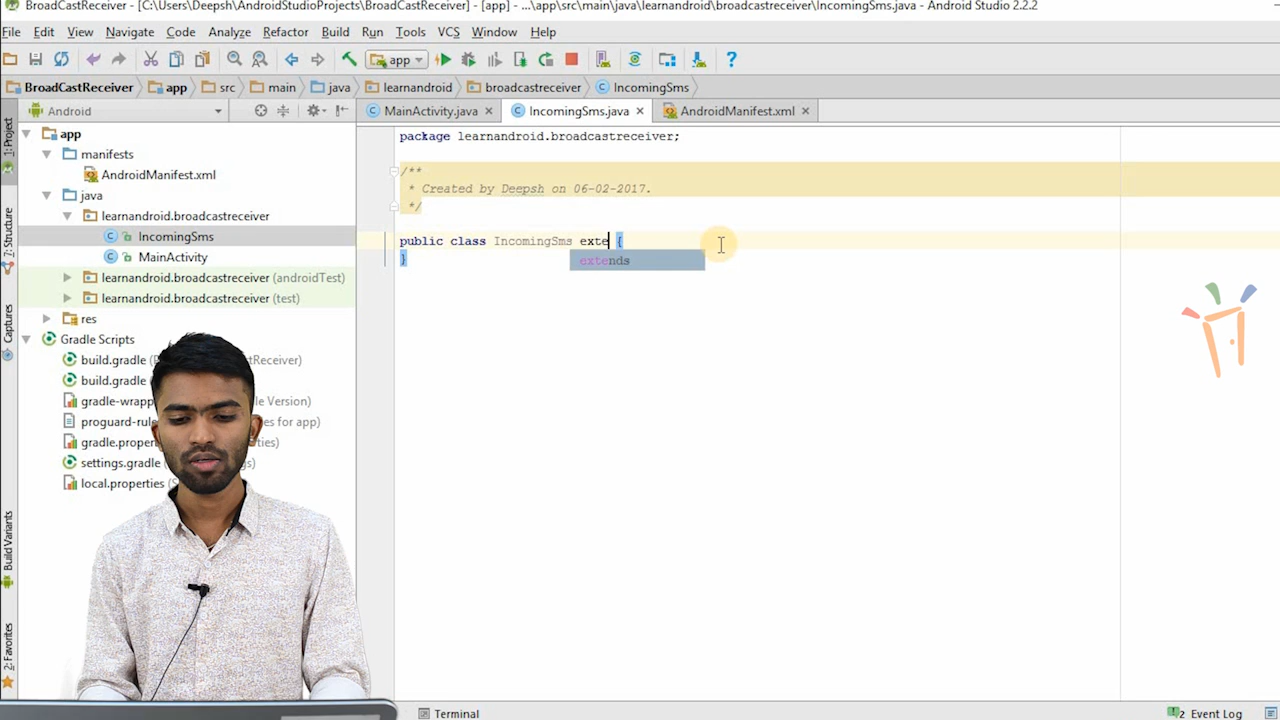 BroadCastReceiver - [C:\Users\Deepsh\AndroidStudioProjects\BroadCastReceiver] - [app] - ...\app\src\main\java\learnandroid\broadcastreceiver\IncomingSms.java - Android Studio 2.2.2
File Edit View Navigate Code Analyze Refactor Build Run Tools VCS Window Help
app
BroadCastReceiver app src main java learnandroid broadcastreceiver IncomingSms
Android
MainActivity.java IncomingSms.java AndroidManifest.xml
1: Project
Structure
Captures
Build Variants
2: Favorites
app
manifests
AndroidManifest.xml
java
learnandroid.broadcastreceiver
IncomingSms
MainActivity
learnandroid.broadcastreceiver (androidTest)
learnandroid.broadcastreceiver (test)
res
Gradle Scripts
build.gradle
build.gradle
gradle.proper
settings.gradle
local.properties
package learnandroid.broadcastreceiver;
/**
* Created by Deepsh on 06-02-2017.
*/
public class IncomingSms exte {
extends
}
Terminal
2 Event Log